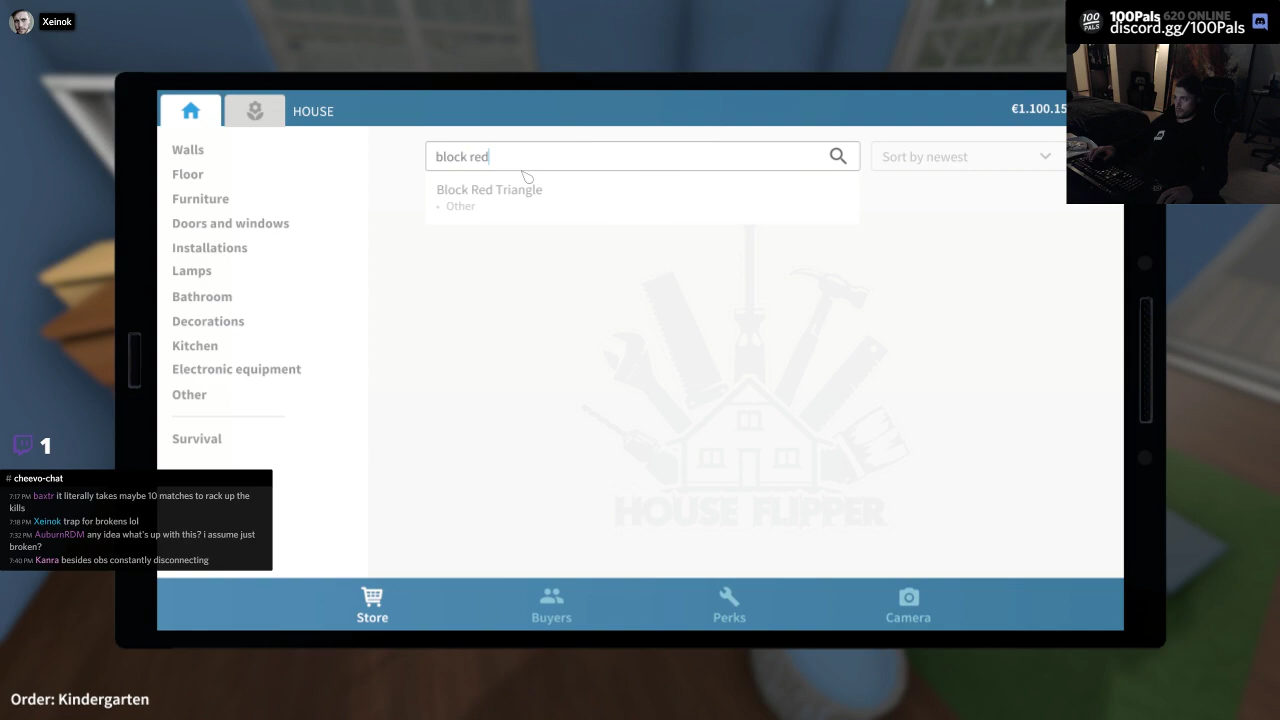 Xeinok
100 PALS
100Pals 620 ONLINE
discord.gg/100Pals
HOUSE
€1.100.15
block red
Sort by newest
Block Red Triangle
• Other
Walls
Floor
Furniture
Doors and windows
Installations
Lamps
Bathroom
Decorations
Kitchen
Electronic equipment
Other
Survival
HOUSE FLIPPER
1
# cheevo-chat
7:17 PM baxtr it literally takes maybe 10 matches to rack up the
kills
7:18 PM Xeinok trap for brokens lol
7:32 PM AuburnRDM any idea what's up with this? i assume just
broken?
7:40 PM Kanra besides obs constantly disconnecting
Store
Buyers
Perks
Camera
Order: Kindergarten